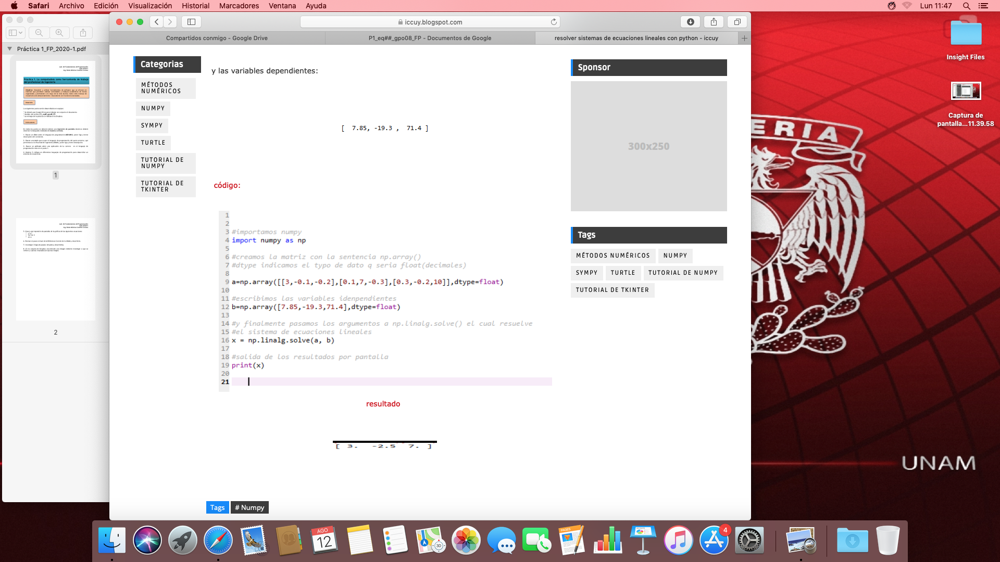 Safari Archivo Edición Visualización Historial Marcadores Ventana Ayuda
Lun 11:47
iccuy.blogspot.com
Compartidos conmigo - Google Drive
P1_eq##_gpo08_FP - Documentos de Google
resolver sistemas de ecuaciones lineales con python - iccuy
Práctica 1_FP_2020-1.pdf
1
2
Categorias
MÉTODOS
NUMÉRICOS
NUMPY
SYMPY
TURTLE
TUTORIAL DE
NUMPY
TUTORIAL DE
TKINTER
y las variables dependientes:
[ 7.85, -19.3 , 71.4 ]
código:
1
2
3 #importamos numpy
4 import numpy as np
5
6 #creamos la matriz con la sentencia np.array()
7 #dtype indicamos el typo de dato q seria float(decimales)
8
9 a=np.array([[3,-0.1,-0.2],[0.1,7,-0.3],[0.3,-0.2,10]],dtype=float)
10
11 #escribimos las variables idenpendientes
12 b=np.array([7.85,-19.3,71.4],dtype=float)
13
14 #y finalmente pasamos los argumentos a np.linalg.solve() el cual resuelve
15 #el sistema de ecuaciones lineales
16 x = np.linalg.solve(a, b)
17
18 #salida de los resultados por pantalla
19 print(x)
20
21
resultado
[ 3. -2.5 7. ]
Tags # Numpy
Sponsor
300x250
Tags
MÉTODOS NUMÉRICOS NUMPY
SYMPY TURTLE TUTORIAL DE NUMPY
TUTORIAL DE TKINTER
Insight Files
Captura de
pantalla...11.39.58
ERIA
UNAM
AGO
12
3D
PAGES
4